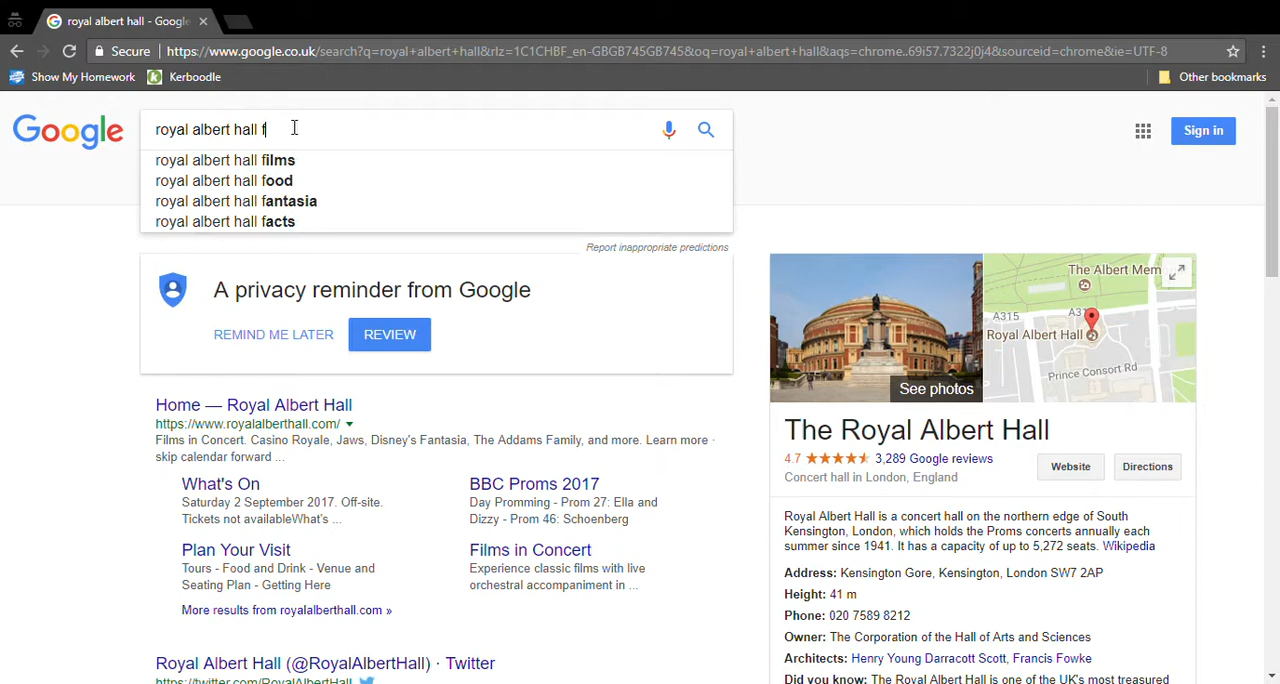 royal albert hall - Google
Secure
https://www.google.co.uk/search?q=royal+albert+hall&rlz=1C1CHBF_en-GBGB745GB745&oq=royal+albert+hall&aqs=chrome..69i57.7322j0j4&sourceid=chrome&ie=UTF-8
Show My Homework
Kerboodle
Other bookmarks
Google
royal albert hall f
Sign in
royal albert hall films
royal albert hall food
royal albert hall fantasia
royal albert hall facts
Report inappropriate predictions
A privacy reminder from Google
REMIND ME LATER
REVIEW
Home — Royal Albert Hall
https://www.royalalberthall.com/
Films in Concert. Casino Royale, Jaws, Disney's Fantasia, The Addams Family, and more. Learn more ·
skip calendar forward ...
What's On
Saturday 2 September 2017. Off-site.
Tickets not availableWhat's ...
BBC Proms 2017
Day Promming - Prom 27: Ella and
Dizzy - Prom 46: Schoenberg
Plan Your Visit
Tours - Food and Drink - Venue and
Seating Plan - Getting Here
Films in Concert
Experience classic films with live
orchestral accompaniment in ...
More results from royalalberthall.com »
Royal Albert Hall (@RoyalAlbertHall) · Twitter
https://twitter.com/RoyalAlbertHall
See photos
The Albert Mem
A315
A31
Royal Albert Hall
Prince Consort Rd
The Royal Albert Hall
4.7
3,289 Google reviews
Concert hall in London, England
Website
Directions
Royal Albert Hall is a concert hall on the northern edge of South
Kensington, London, which holds the Proms concerts annually each
summer since 1941. It has a capacity of up to 5,272 seats. Wikipedia
Address: Kensington Gore, Kensington, London SW7 2AP
Height: 41 m
Phone: 020 7589 8212
Owner: The Corporation of the Hall of Arts and Sciences
Architects: Henry Young Darracott Scott, Francis Fowke
Did you know: The Royal Albert Hall is one of the UK's most treasured